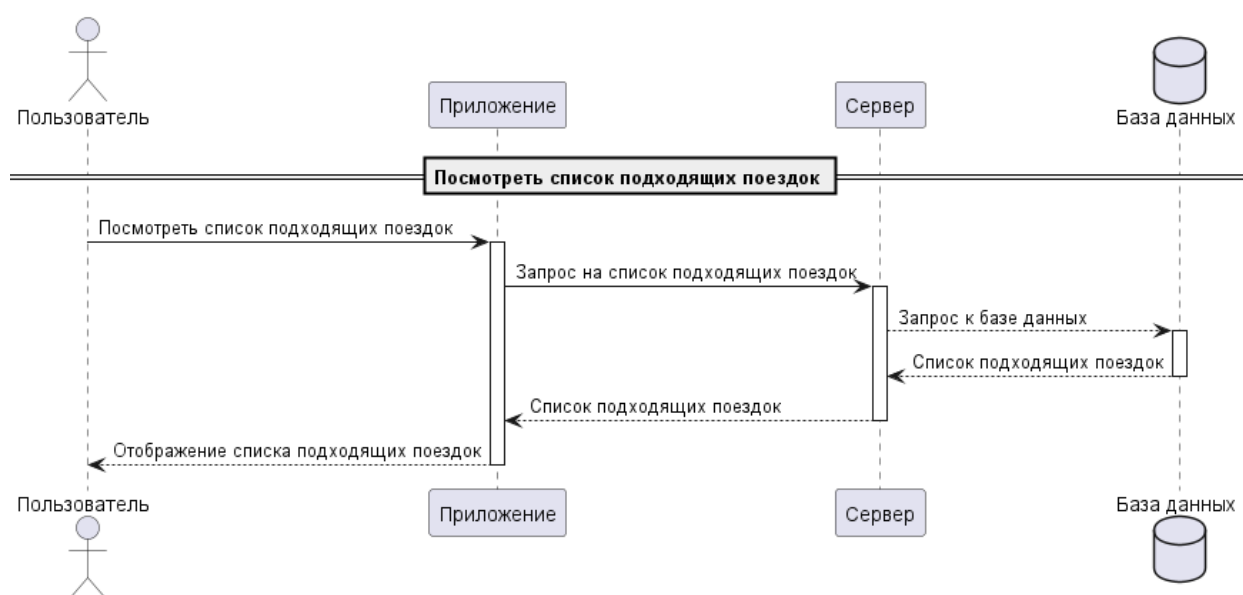 Пользователь
Приложение
Сервер
База данных
Посмотреть список подходящих поездок
Посмотреть список подходящих поездок
Запрос на список подходящих поездок
Запрос к базе данных
Список подходящих поездок
Список подходящих поездок
Отображение списка подходящих поездок
Пользователь
Приложение
Сервер
База данных